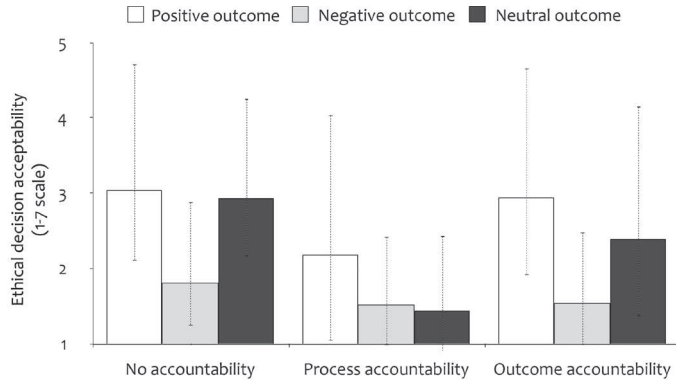 Positive outcome Negative outcome Neutral outcome
Ethical decision acceptability
(1-7 scale)
5
4
3
2
1
No accountability Process accountability Outcome accountability